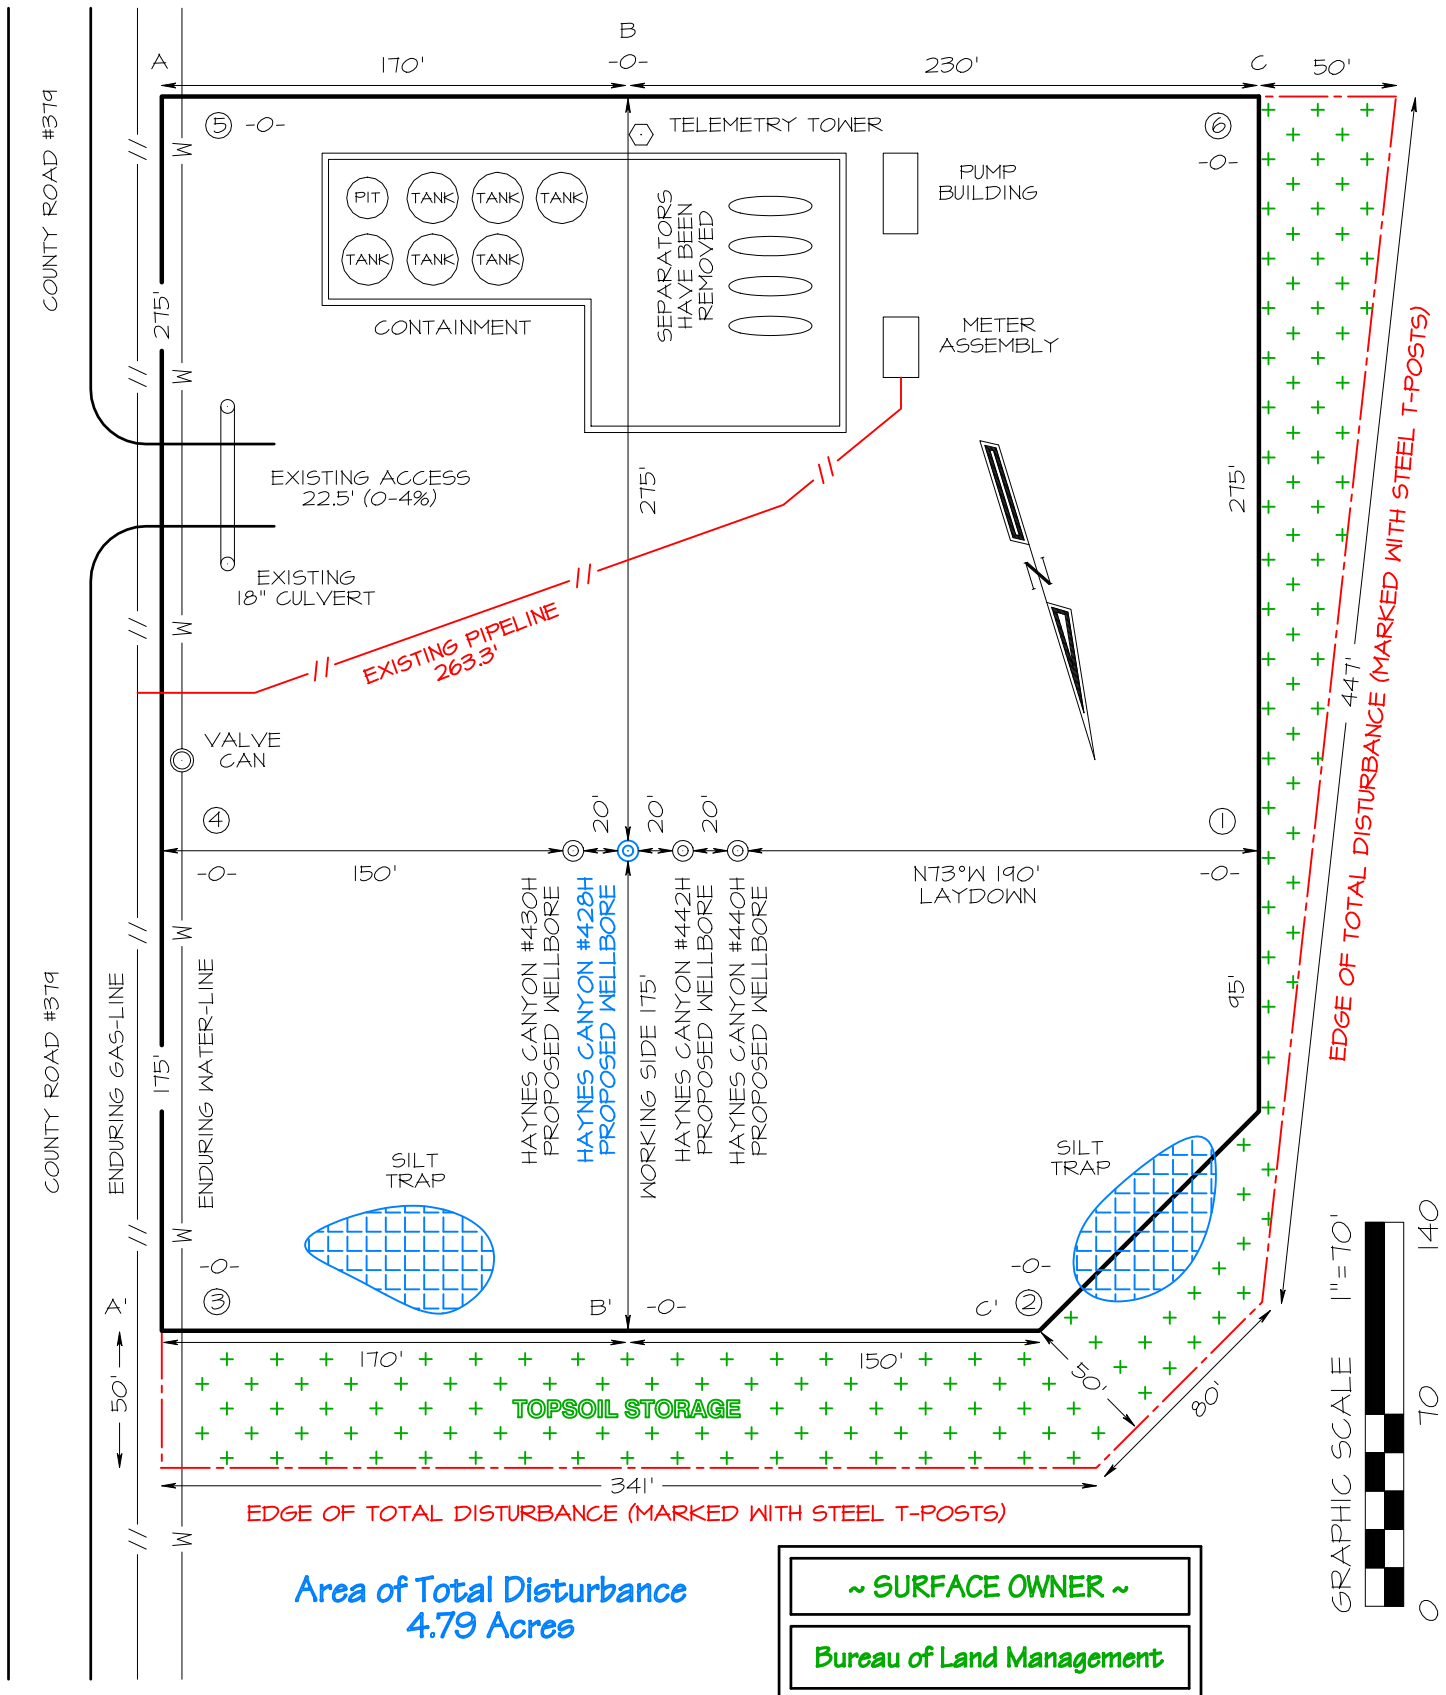 B
A
170'
-0-
230'
C
50'
COUNTY ROAD #379
//
M
5
-0-
TELEMETRY TOWER
6
-0-
PIT
TANK
TANK
TANK
TANK
TANK
TANK
SEPARATORS
HAVE BEEN
REMOVED
PUMP
BUILDING
CONTAINMENT
METER
ASSEMBLY
275'
//
M
EXISTING ACCESS
22.5' (0-4%)
275'
275'
//
EXISTING
18" CULVERT
//
N
//
M
//
EXISTING PIPELINE
263.3'
447'
EDGE OF TOTAL DISTURBANCE (MARKED WITH STEEL T-POSTS)
VALVE
CAN
4
20'
20'
20'
1
-0-
150'
N73°W 190'
LAYDOWN
-0-
//
M
COUNTY ROAD #379
ENDURING GAS-LINE
175'
ENDURING WATER-LINE
HAYNES CANYON #430H
PROPOSED WELLBORE
HAYNES CANYON #428H
PROPOSED WELLBORE
WORKING SIDE 175'
HAYNES CANYON #442H
PROPOSED WELLBORE
HAYNES CANYON #440H
PROPOSED WELLBORE
95'
SILT
TRAP
SILT
TRAP
//
M
-0-
3
-0-
2
A'
B'
-0-
C'
170'
150'
50'
50'
80'
TOPSOIL STORAGE
341'
EDGE OF TOTAL DISTURBANCE (MARKED WITH STEEL T-POSTS)
//
M
GRAPHIC SCALE 1"=70'
0
70
140
Area of Total Disturbance
4.79 Acres
~ SURFACE OWNER ~
Bureau of Land Management